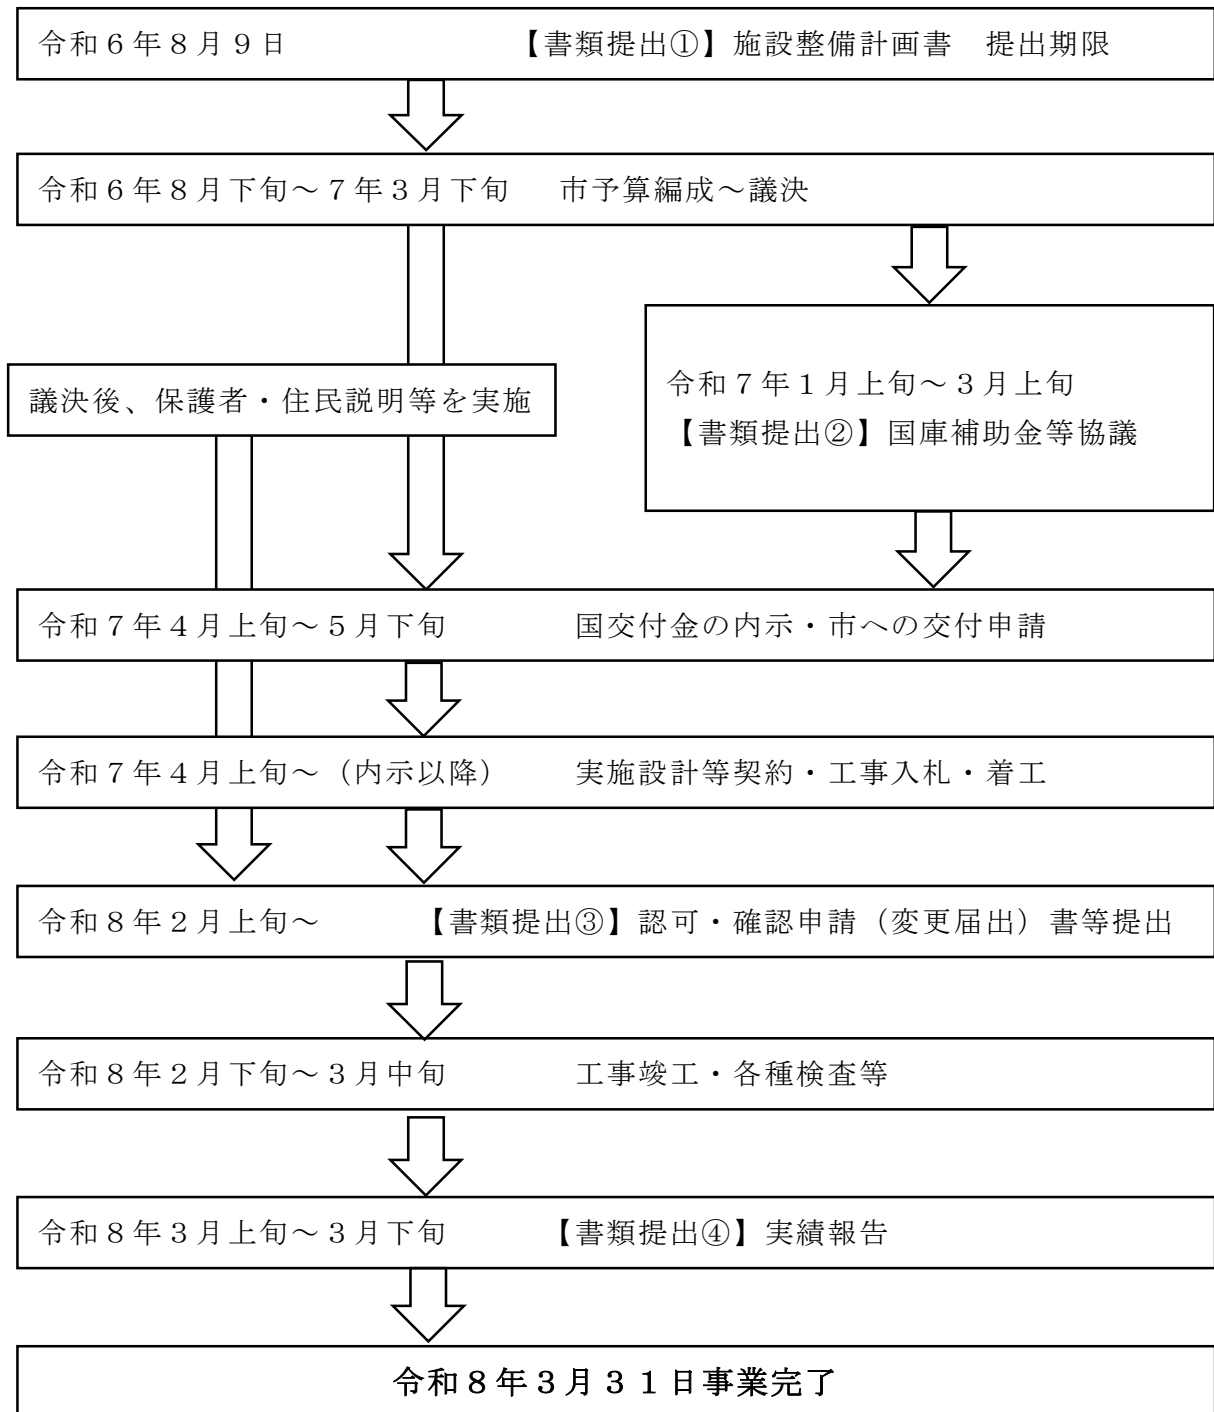 令和６年８月９日　【書類提出①】施設整備計画書　提出期限
令和６年８月下旬～７年３月下旬　市予算編成～議決
議決後、保護者・住民説明等を実施
令和７年１月上旬～３月上旬
【書類提出②】国庫補助金等協議
令和７年４月上旬～５月下旬　国交付金の内示・市への交付申請
令和７年４月上旬～（内示以降）　実施設計等契約・工事入札・着工
令和８年２月上旬～　【書類提出③】認可・確認申請（変更届出）書等提出
令和８年２月下旬～３月中旬　工事竣工・各種検査等
令和８年３月上旬～３月下旬　【書類提出④】実績報告
令和８年３月３１日事業完了